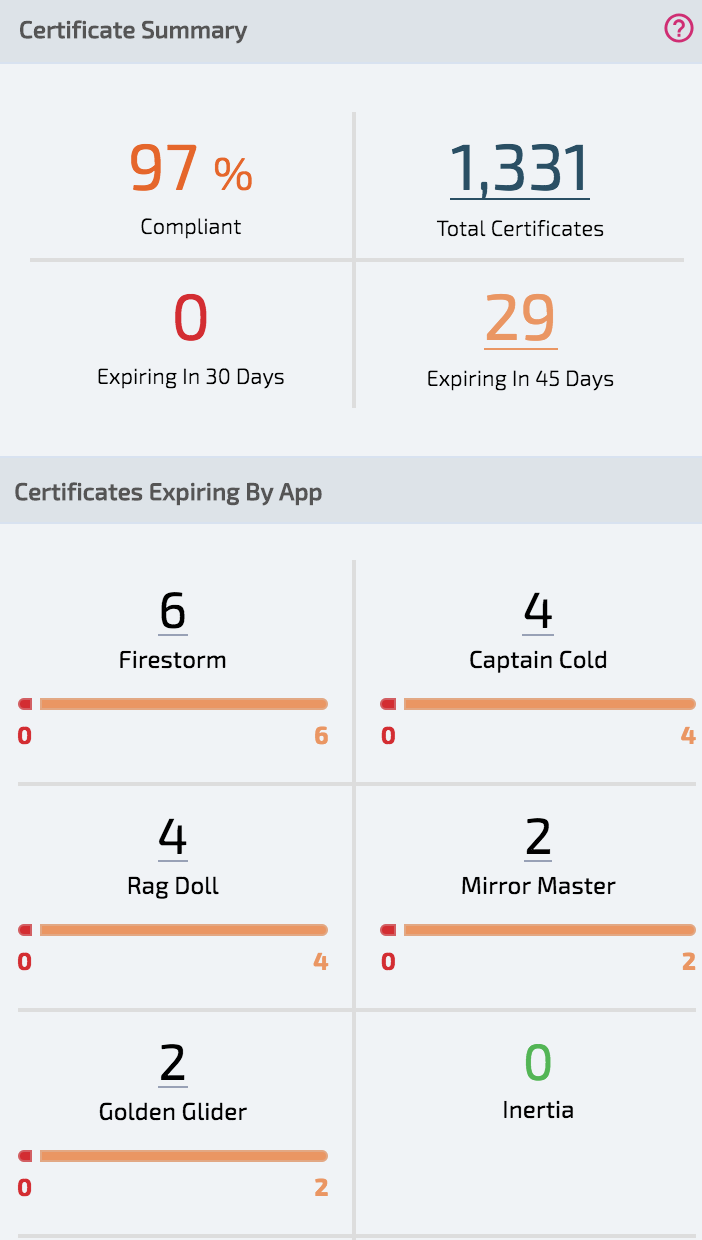 Certificate Summary
?
97 % 1,331
Compliant Total Certificates
0 29
Expiring In 30 Days Expiring In 45 Days
Certificates Expiring By App
6 4
Firestorm Captain Cold
0 6 0 4
4 2
Rag Doll Mirror Master
0 4 0 2
2 0
Golden Glider Inertia
0 2